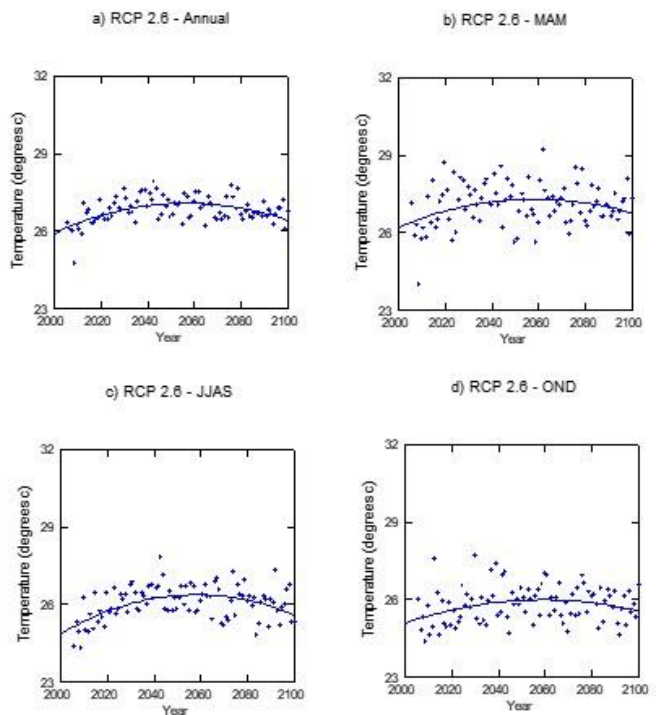 a) RCP 2.6 - Annual
32
29
26
23
Temperature (degrees c)
2000 2020 2040 2060 2080 2100
Year
b) RCP 2.6 - MAM
32
29
26
23
Temperature (degrees c)
2000 2020 2040 2060 2080 2100
Year
c) RCP 2.6 - JJAS
32
29
26
23
Temperature (degrees c)
2000 2020 2040 2060 2080 2100
Year
d) RCP 2.6 - OND
32
29
26
23
Temperature (degrees c)
2000 2020 2040 2060 2080 2100
Year